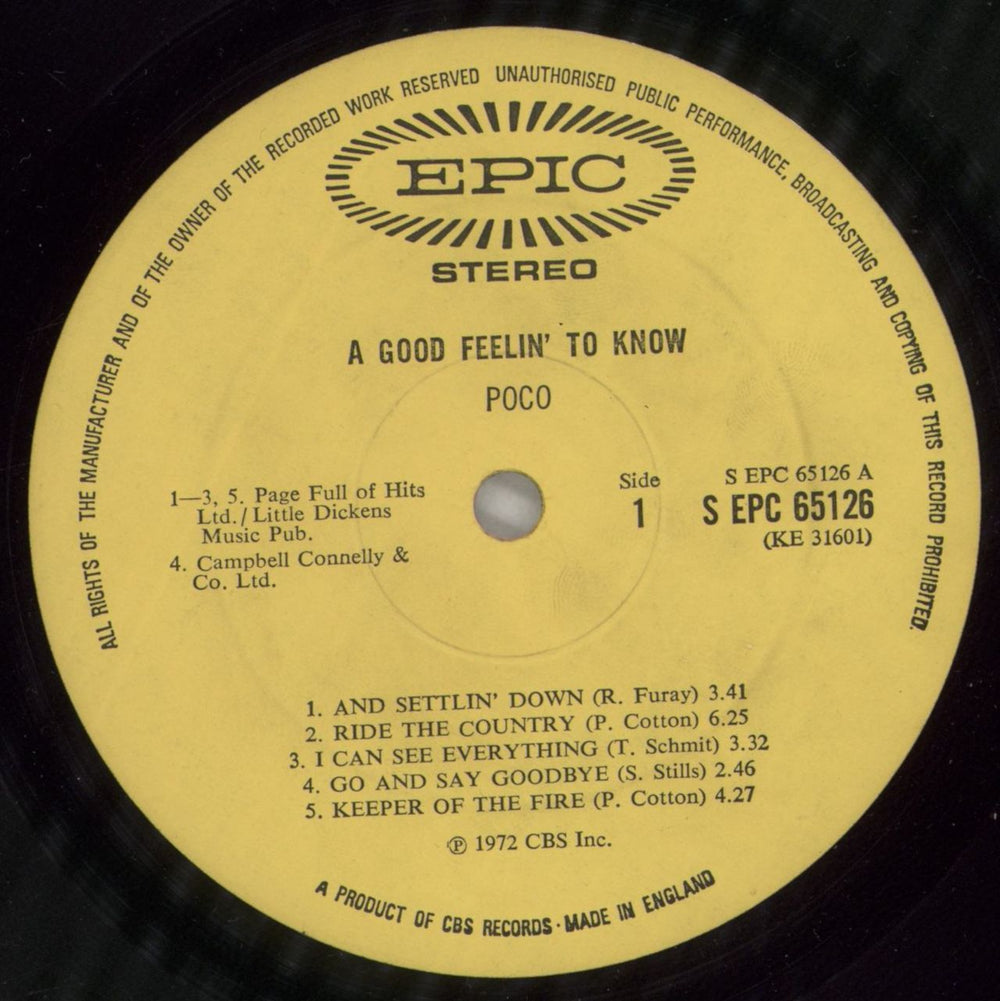 ALL RIGHTS OF THE MANUFACTURER AND OF THE OWNER OF THE RECORDED WORK RESERVED UNAUTHORISED PUBLIC PERFORMANCE, BROADCASTING AND COPYING OF THIS RECORD PROHIBITED.
EPIC
STEREO
A GOOD FEELIN' TO KNOW
POCO
1—3, 5. Page Full of Hits
Ltd./Little Dickens
Music Pub.
4. Campbell Connelly &
Co. Ltd.
Side
1
S EPC 65126 A
S EPC 65126
(KE 31601)
1. AND SETTLIN' DOWN (R. Furay) 3.41
2. RIDE THE COUNTRY (P. Cotton) 6.25
3. I CAN SEE EVERYTHING (T. Schmit) 3.32
4. GO AND SAY GOODBYE (S. Stills) 2.46
5. KEEPER OF THE FIRE (P. Cotton) 4.27
℗ 1972 CBS Inc.
A PRODUCT OF CBS RECORDS · MADE IN ENGLAND